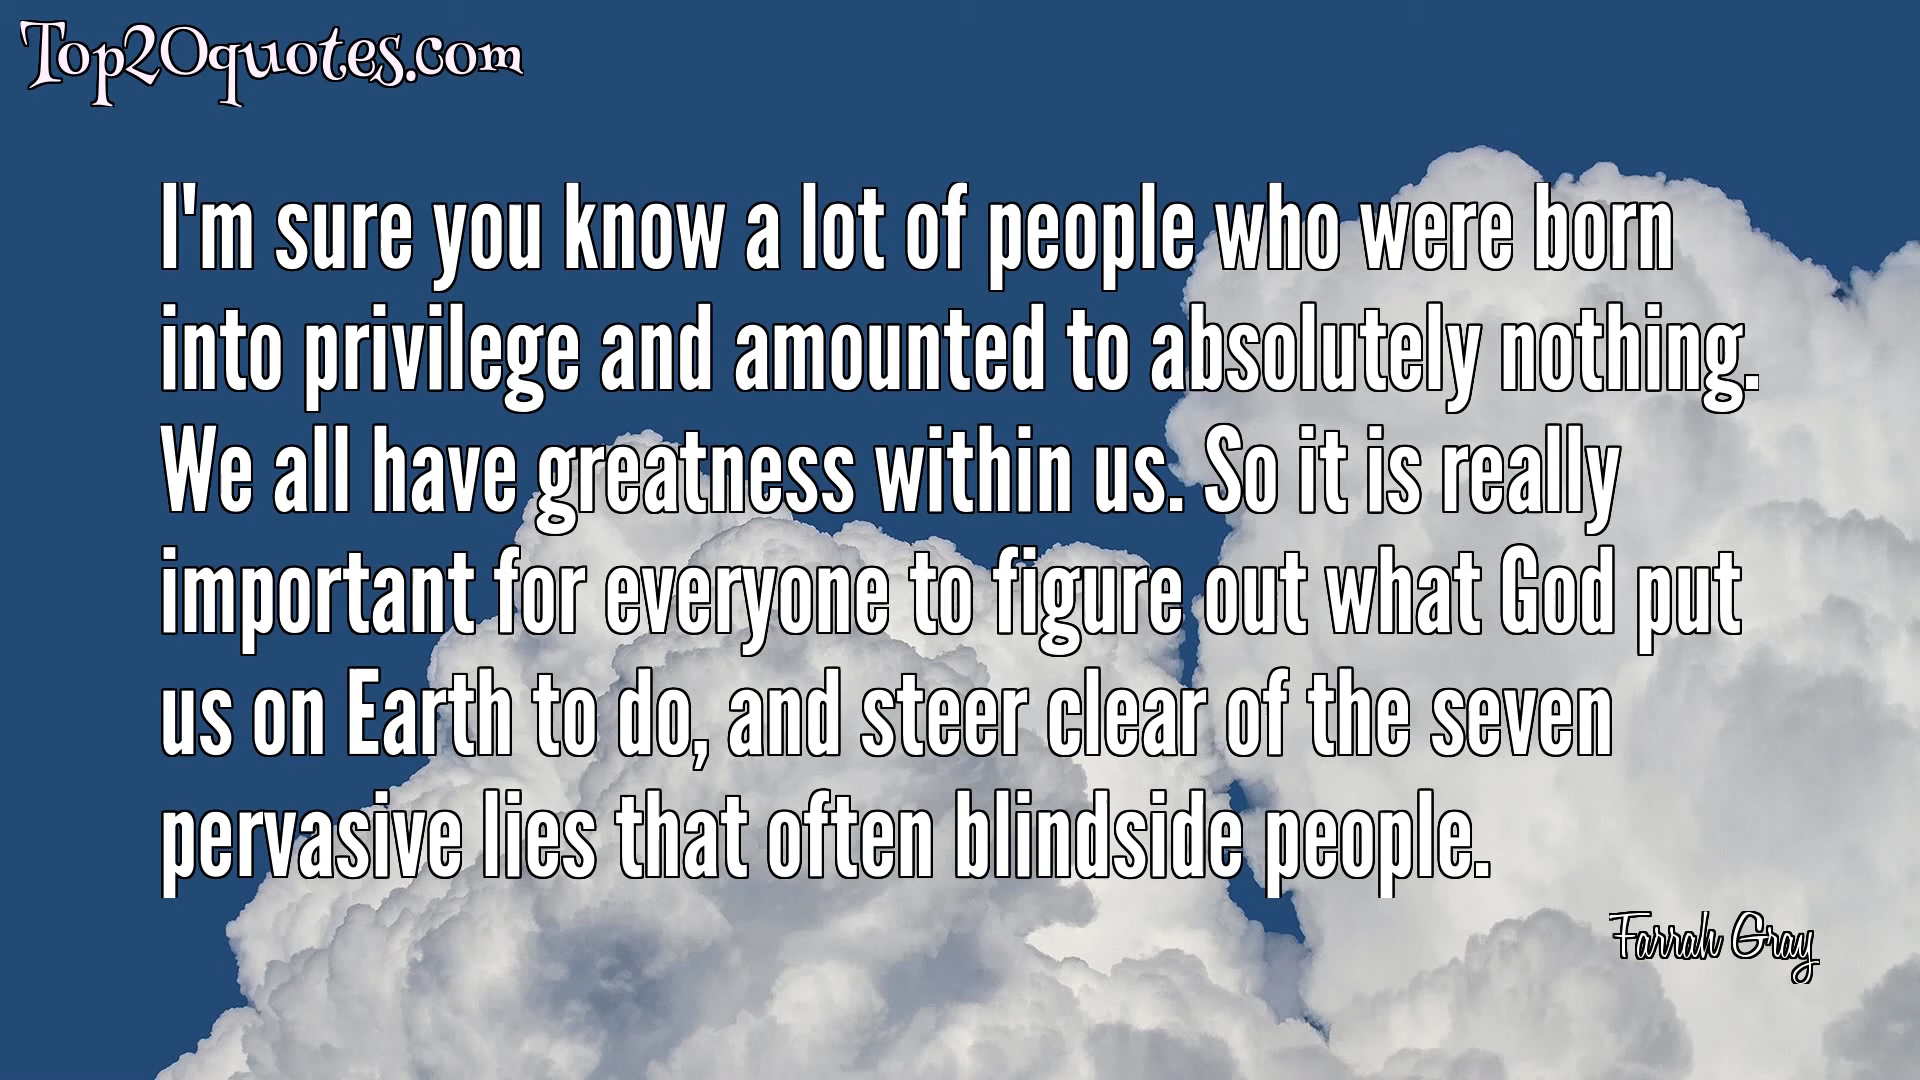 Top20quotes.com
I'm sure you know a lot of people who were born
into privilege and amounted to absolutely nothing.
We all have greatness within us. So it is really
important for everyone to figure out what God put
us on Earth to do, and steer clear of the seven
pervasive lies that often blindside people.
Farrah Gray